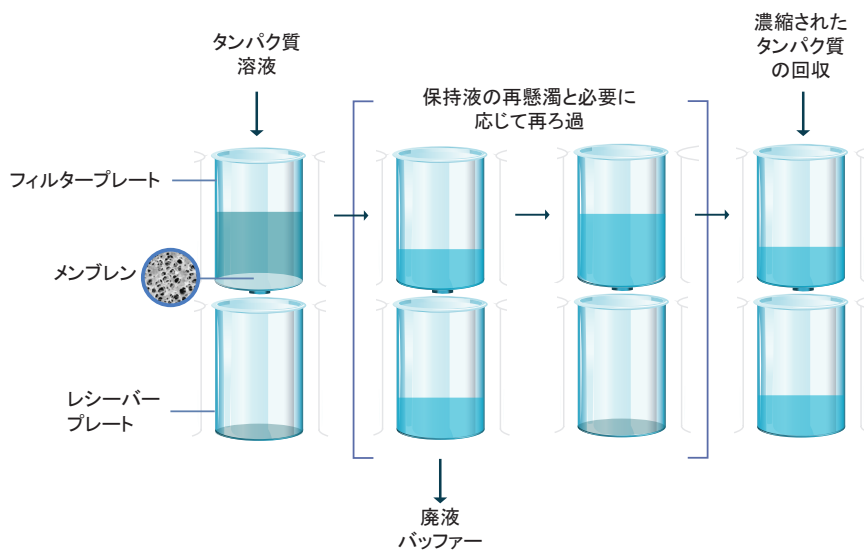 タンパク質
溶液
保持液の再懸濁と必要に
応じて再ろ過
濃縮された
タンパク質
の回収
フィルタープレート
メンブレン
レシーバー
プレート
廃液
バッファー